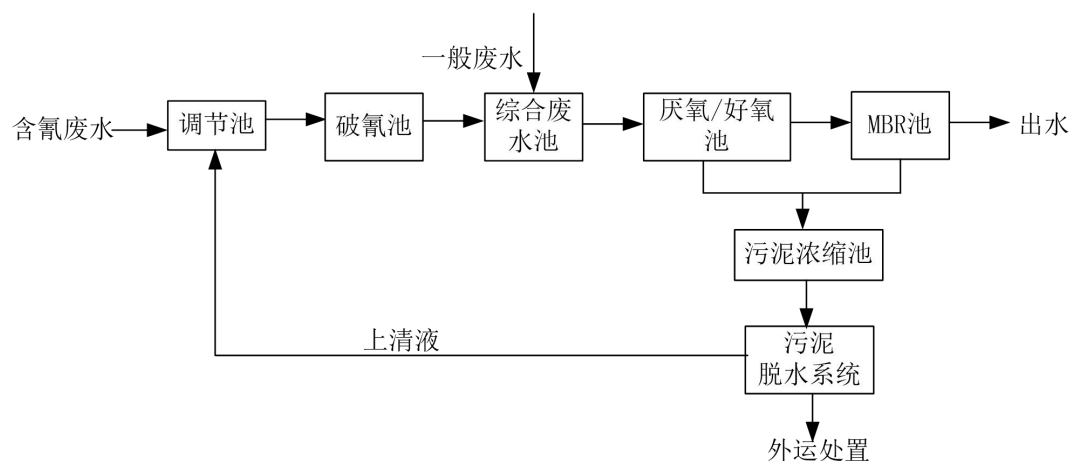 一般废水
含氰废水
调节池
破氰池
综合废
水池
厌氧/好氧
池
MBR池
出水
污泥浓缩池
上清液
污泥
脱水系统
外运处置